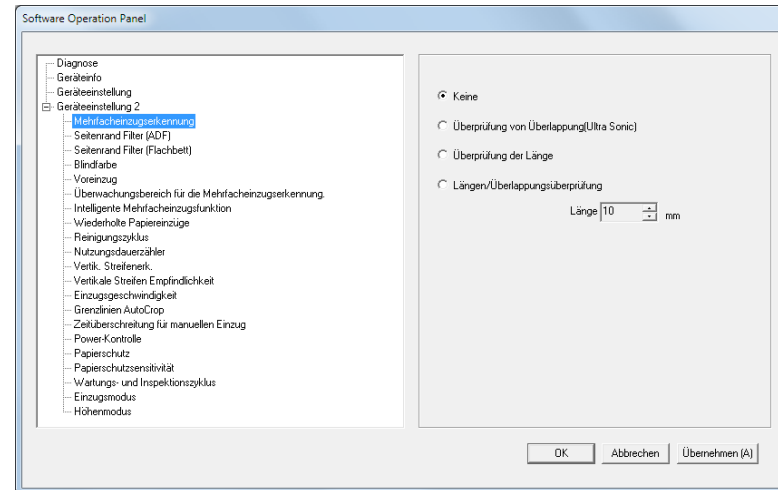 Software Operation Panel
Diagnose
Geräteinfo
Geräteeinstellung
Geräteeinstellung 2
Mehrfacheinzugserkennung
Seitenrand Filter (ADF)
Seitenrand Filter (Flachbett)
Blindfarbe
Voreinzug
Überwachungsbereich für die Mehrfacheinzugserkennung.
Intelligente Mehrfacheinzugsfunktion
Wiederholte Papiereinzüge
Reinigungszyklus
Nutzungsdauerzähler
Vertik. Streifenerk.
Vertikale Streifen Empfindlichkeit
Einzugsgeschwindigkeit
Grenzlinien AutoCrop
Zeitüberschreitung für manuellen Einzug
Power-Kontrolle
Papierschutz
Papierschutzsensitivität
Wartungs- und Inspektionszyklus
Einzugsmodus
Höhenmodus
Keine
Überprüfung von Überlappung(Ultra Sonic)
Überprüfung der Länge
Längen/Überlappungsüberprüfung
Länge 10 mm
OK Abbrechen Übernehmen (A)